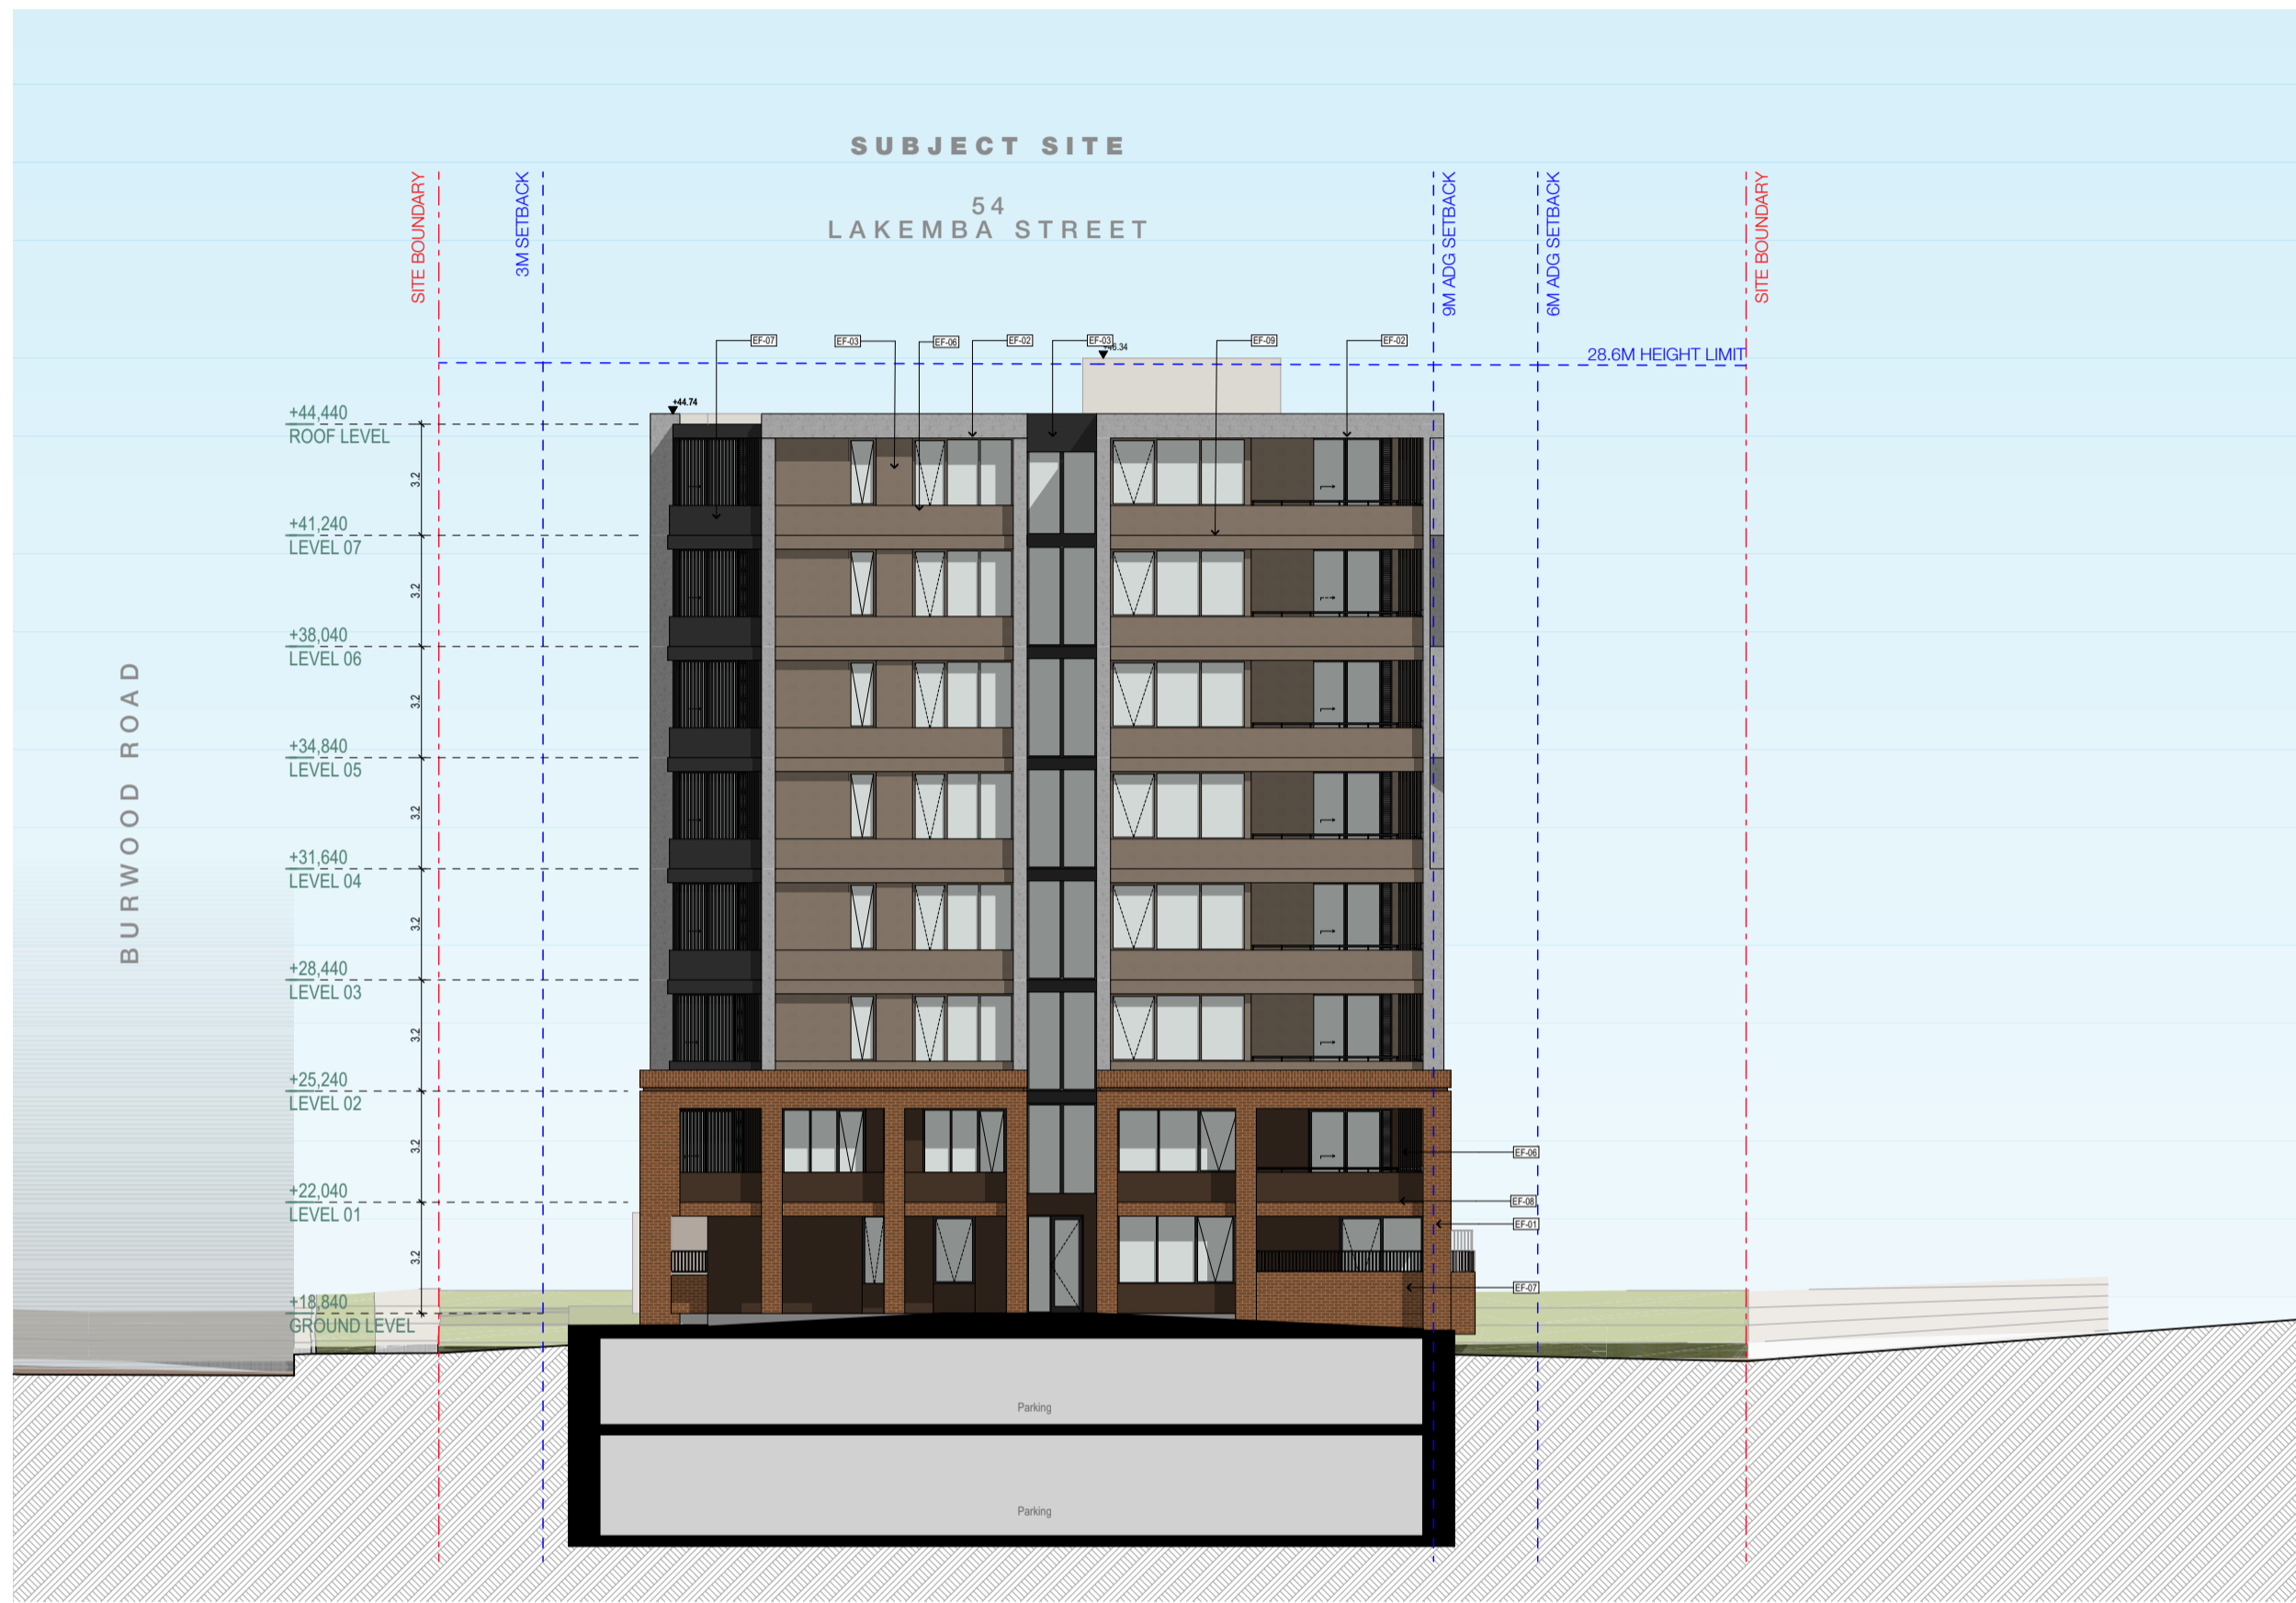 SUBJECT SITE
54
LAKEMBA STREET
SITE BOUNDARY
3M SETBACK
9M ADG SETBACK
6M ADG SETBACK
SITE BOUNDARY
28.6M HEIGHT LIMIT
EF-07
EF-03
EF-06
EF-02
EF-03
EF-09
EF-02
+44.74
+44,440
ROOF LEVEL
3.2
+41,240
LEVEL 07
3.2
+38,040
LEVEL 06
3.2
+34,840
LEVEL 05
3.2
+31,640
LEVEL 04
3.2
+28,440
LEVEL 03
3.2
+25,240
LEVEL 02
3.2
+22,040
LEVEL 01
3.2
+18,840
GROUND LEVEL
BURWOOD ROAD
EF-06
EF-08
EF-01
EF-07
Parking
Parking